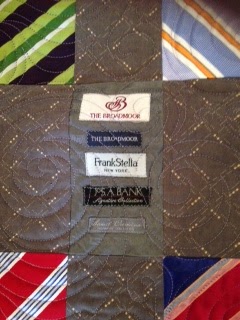 B
THE BROADMOOR
THE BROADMOOR
FrankStella
NEW YORK
JOS. A. BANK
Signature Collection